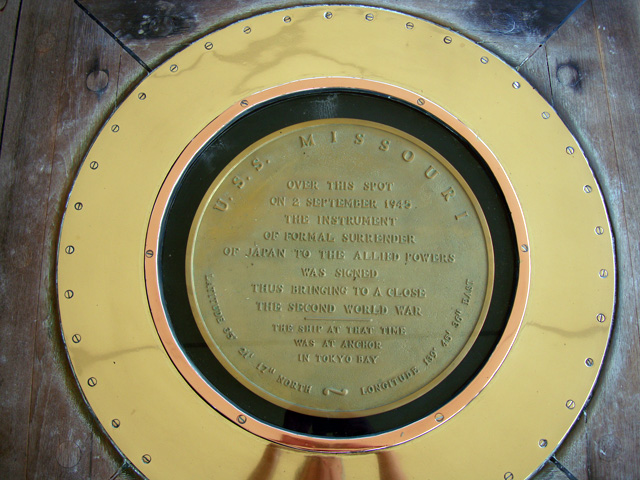 U.S.S. MISSOURI
OVER THIS SPOT
ON 2 SEPTEMBER 1945
THE INSTRUMENT
OF FORMAL SURRENDER
OF JAPAN TO THE ALLIED POWERS
WAS SIGNED
THUS BRINGING TO A CLOSE
THE SECOND WORLD WAR
THE SHIP AT THAT TIME
WAS AT ANCHOR
IN TOKYO BAY
LATITUDE 35° 21' 17" NORTH LONGITUDE 139° 45' 36" EAST